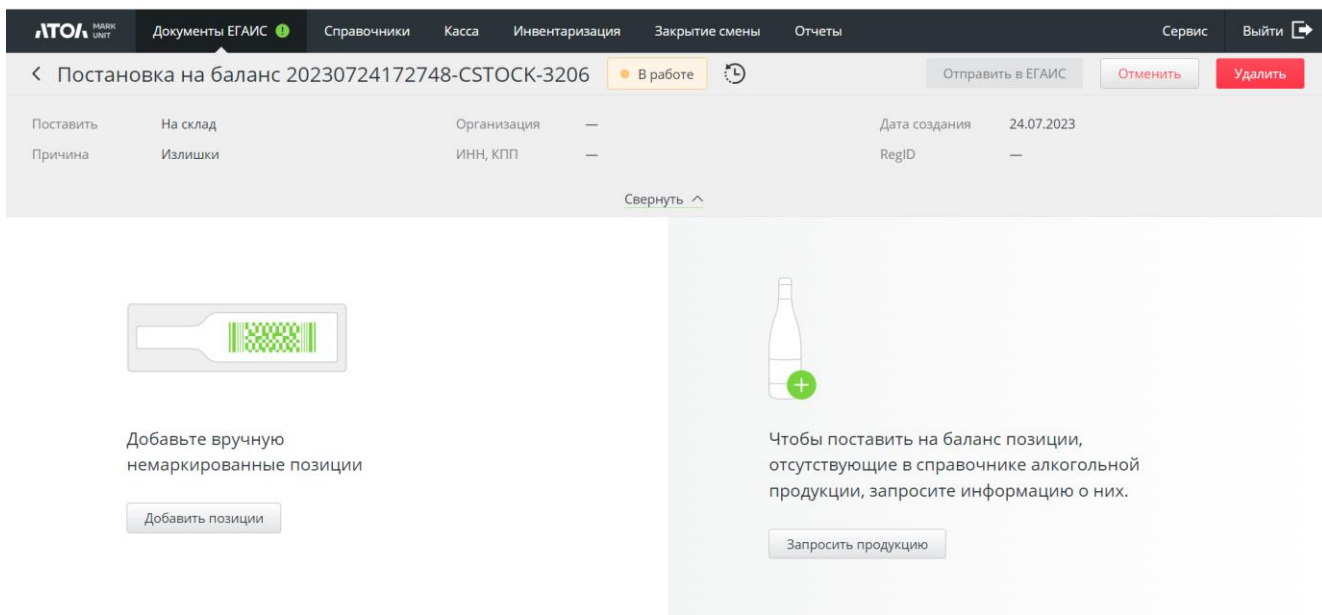 АТОЛ MARK UNIT Документы ЕГАИС Справочники Касса Инвентаризация Закрытие смены Отчеты Сервис Выйти
Постановка на баланс 20230724172748-CSTOCK-3206 В работе Отправить в ЕГАИС Отменить Удалить
Поставить На склад Организация — Дата создания 24.07.2023
Причина Излишки ИНН, КПП — RegID —
Свернуть
Добавьте вручную
немаркированные позиции
Добавить позиции
Чтобы поставить на баланс позиции,
отсутствующие в справочнике алкогольной
продукции, запросите информацию о них.
Запросить продукцию